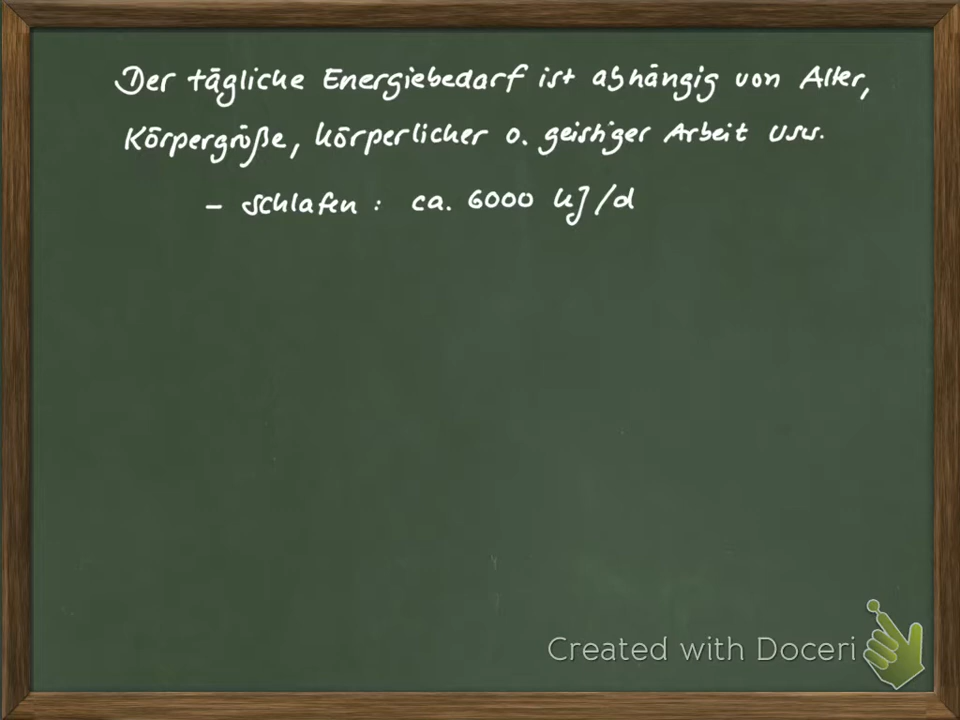 Der tägliche Energiebedarf ist abhängig von Alter,
Körpergröße, körperlicher o. geistiger Arbeit usw.
- schlafen : ca. 6000 kJ/d
Created with Doceri